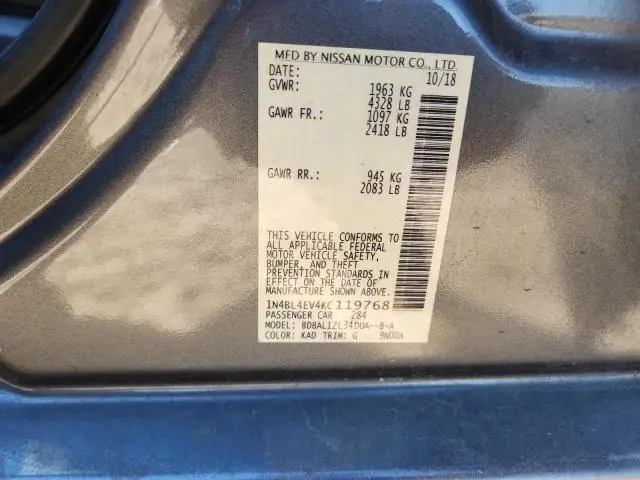 MFD BY NISSAN MOTOR CO., LTD.
DATE: 10/18
GVWR: 1963 KG
4328 LB
GAWR FR.: 1097 KG
2418 LB
GAWR RR.: 945 KG
2083 LB
THIS VEHICLE CONFORMS TO
ALL APPLICABLE FEDERAL
MOTOR VEHICLE SAFETY,
BUMPER, AND THEFT
PREVENTION STANDARDS IN
EFFECT ON THE DATE OF
MANUFACTURE SHOWN ABOVE.
1N4BL4EV4KC119768
PASSENGER CAR 284
MODEL: BDBALIZL34DUA--B-A
COLOR: KAD TRIM: G